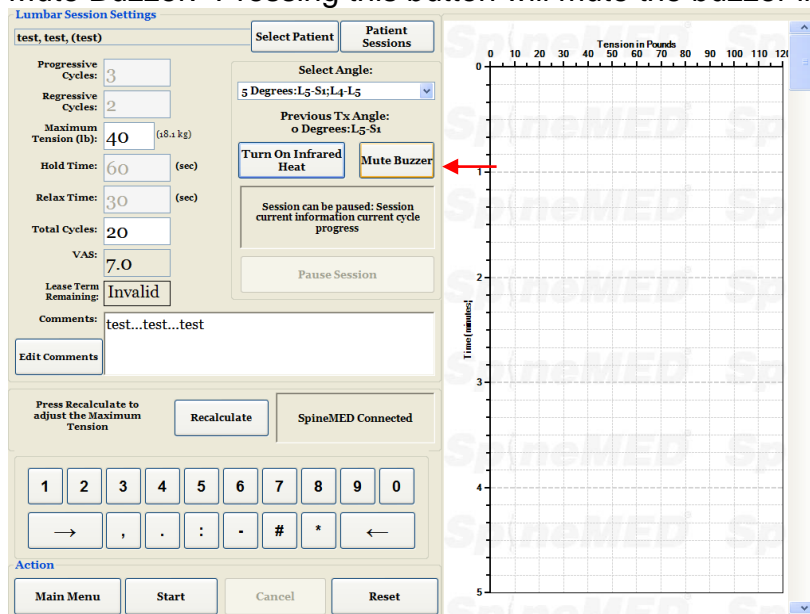 Mute Buzzer: Pressing this button will mute the buzzer
Lumbar Session Settings
test, test, (test)
Select Patient
Patient
Sessions
Progressive
Cycles:
3
Regressive
Cycles:
2
Maximum
Tension (lb):
40
(18.1 kg)
Hold Time:
60
(sec)
Relax Time:
30
(sec)
Total Cycles:
20
VAS:
7.0
Lease Term
Remaining:
Invalid
Select Angle:
5 Degrees:L5-S1;L4-L5
Previous Tx Angle:
0 Degrees:L5-S1
Turn On Infrared
Heat
Mute Buzzer
Session can be paused: Session
current information current cycle
progress
Pause Session
Comments:
test...test...test
Edit Comments
Press Recalculate to
adjust the Maximum
Tension
Recalculate
SpineMED Connected
1 2 3 4 5 6 7 8 9 0
→ , . : - # * ←
Action
Main Menu
Start
Cancel
Reset
Tension in Pounds
0 10 20 30 40 50 60 70 80 90 100 110
0
1
2
3
4
5
Time (minutes)
SpineMED
SpineMED
SpineMED
SpineMED
SpineMED
SpineMED